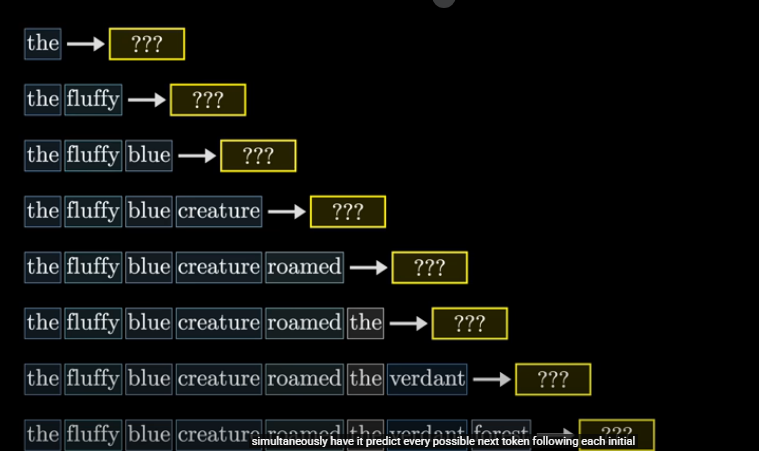 the ???
the fluffy ???
the fluffy blue ???
the fluffy blue creature ???
the fluffy blue creature roamed ???
the fluffy blue creature roamed the ???
the fluffy blue creature roamed the verdant ???
the fluffy blue creature roamed the verdant forest ???
simultaneously have it predict every possible next token following each initial